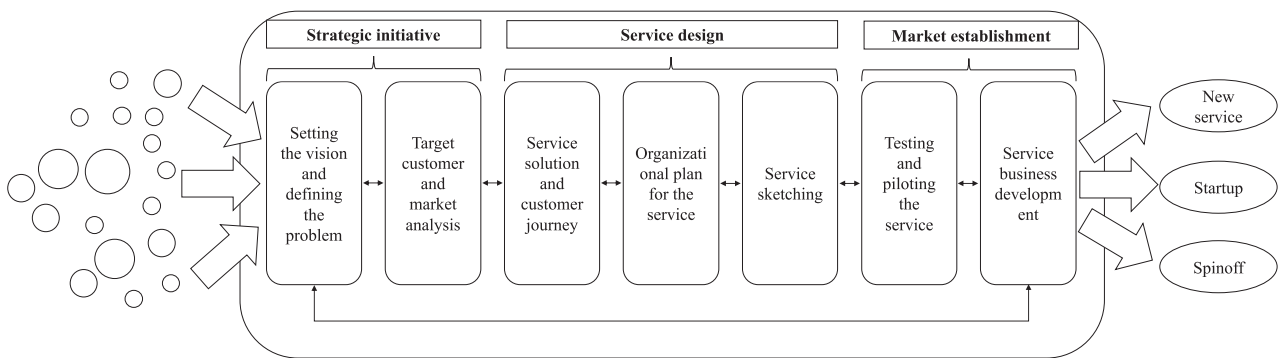 Strategic initiative
Service design
Market establishment
Setting
the vision
and
defining
the
problem
Target
customer
and
market
analysis
Service
solution
and
customer
journey
Organizati
onal plan
for the
service
Service
sketching
Testing
and
piloting
the
service
Service
business
developm
ent
New
service
Startup
Spinoff